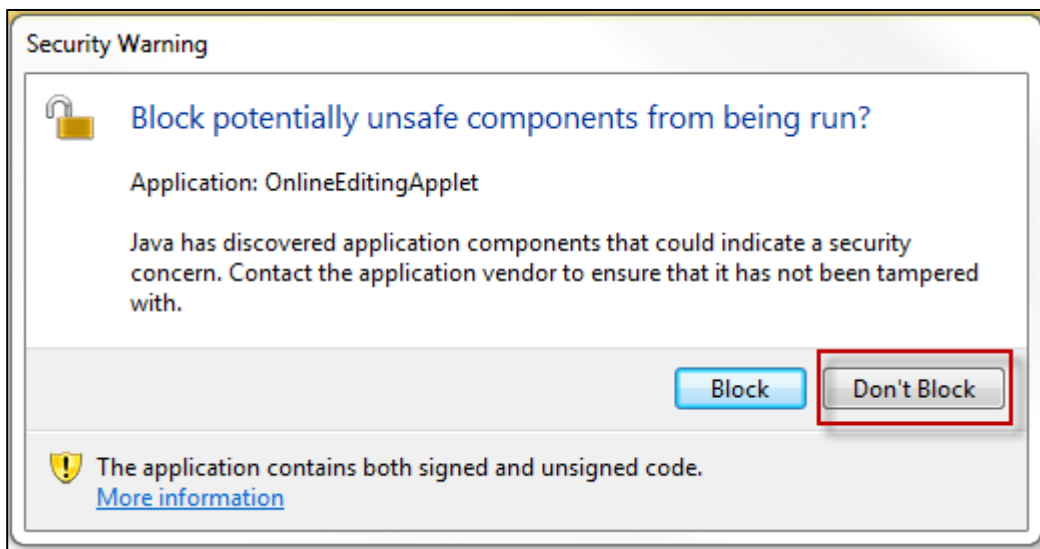 Security Warning
Block potentially unsafe components from being run?
Application: OnlineEditingApplet
Java has discovered application components that could indicate a security
concern. Contact the application vendor to ensure that it has not been tampered
with.
Block
Don't Block
The application contains both signed and unsigned code.
More information